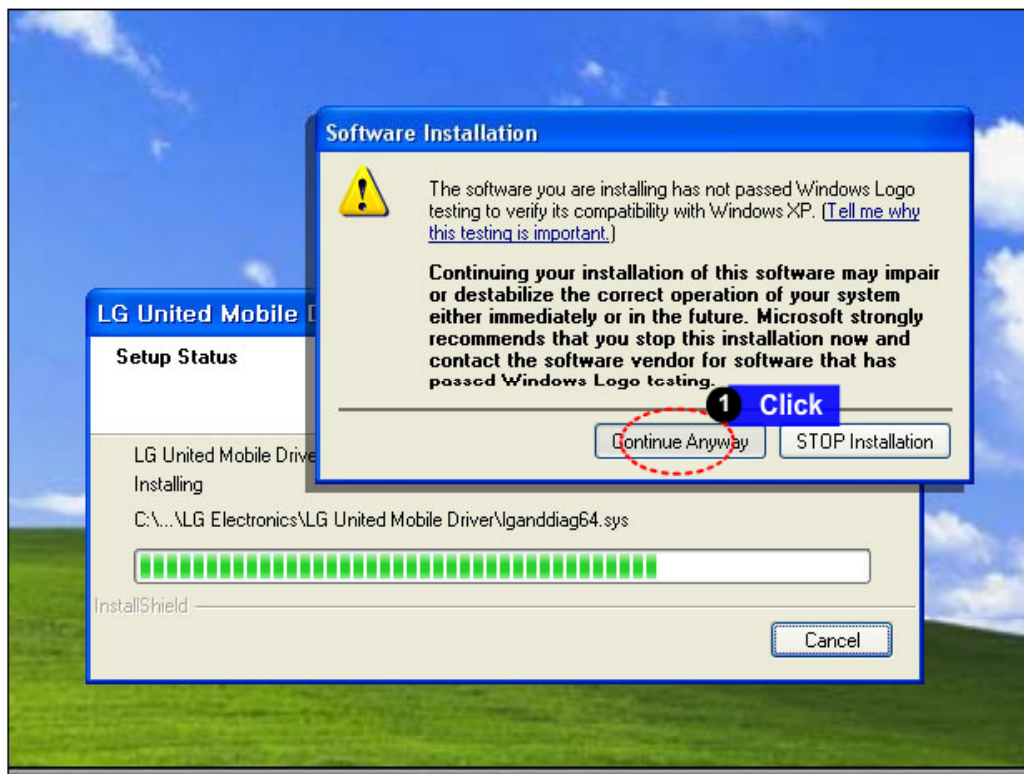 Software Installation
The software you are installing has not passed Windows Logo
testing to verify its compatibility with Windows XP. (Tell me why
this testing is important.)
Continuing your installation of this software may impair
or destabilize the correct operation of your system
either immediately or in the future. Microsoft strongly
recommends that you stop this installation now and
contact the software vendor for software that has
passed Windows Logo testing.
1 Click
Continue Anyway
STOP Installation
LG United Mobile
Setup Status
LG United Mobile Drive
Installing
C:\...\LG Electronics\LG United Mobile Driver\lganddiag64.sys
InstallShield
Cancel